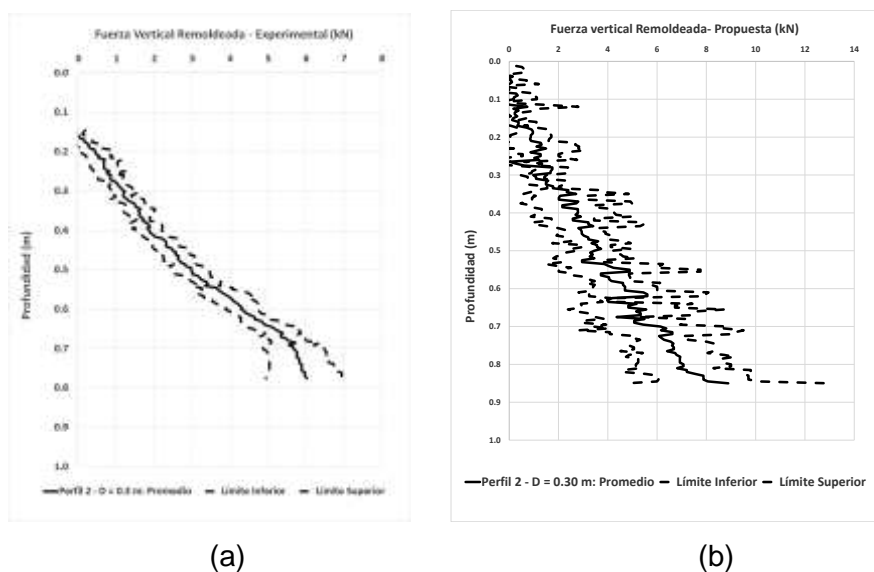 Fuerza Vertical Remoldeada - Experimental (kN)
0 1 2 3 4 5 6 7 8
0.0
0.1
0.2
0.3
0.4
0.5
0.6
0.7
0.8
0.9
1.0
Profundidad (m)
Perfil 2 - D = 0.3 m: Promedio Límite Inferior Límite Superior
(a)
Fuerza vertical Remoldeada- Propuesta (kN)
0 2 4 6 8 10 12 14
0.0
0.1
0.2
0.3
0.4
0.5
0.6
0.7
0.8
0.9
1.0
Profundidad (m)
Perfil 2 - D = 0.30 m: Promedio Límite Inferior Límite Superior
(b)